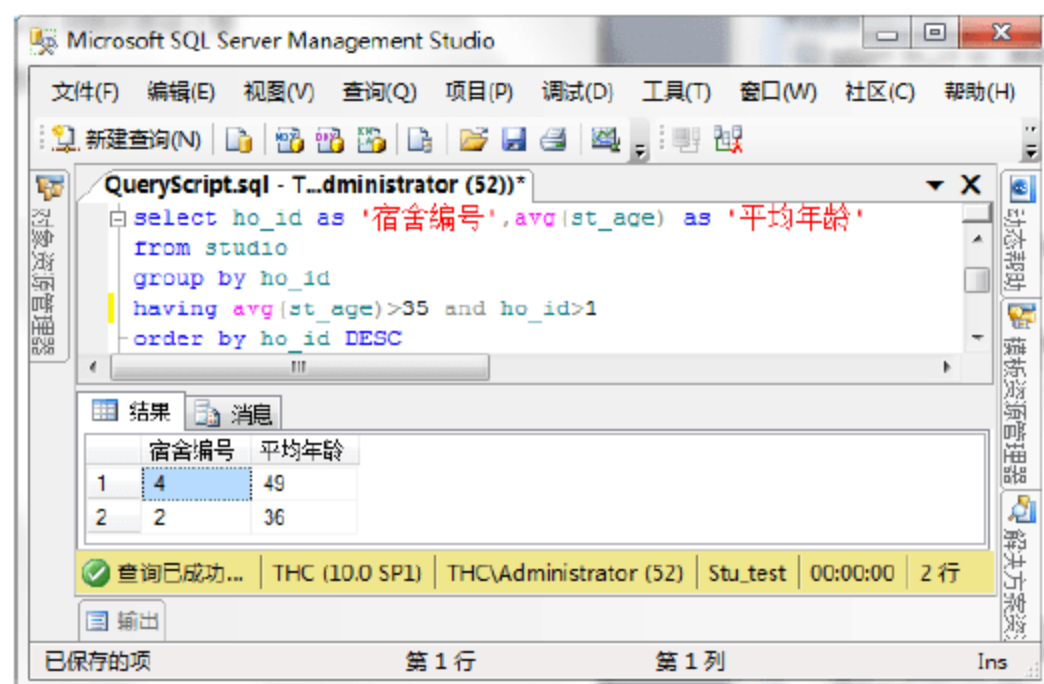 Microsoft SQL Server Management Studio
文件(F) 编辑(E) 视图(V) 查询(Q) 项目(P) 调试(D) 工具(T) 窗口(W) 社区(C) 帮助(H)
新建查询(N)
QueryScript.sql - T...dministrator (52))*
select ho_id as '宿舍编号',avg(st_age) as '平均年龄'
from studio
group by ho_id
having avg(st_age)>35 and ho_id>1
order by ho_id DESC
对象资源管理器
动态帮助
模板资源管理器
解决方案资
结果 消息
宿舍编号 平均年龄
1 4 49
2 2 36
查询已成功... THC (10.0 SP1) THC\Administrator (52) Stu_test 00:00:00 2 行
输出
已保存的项 第 1 行 第 1 列 Ins